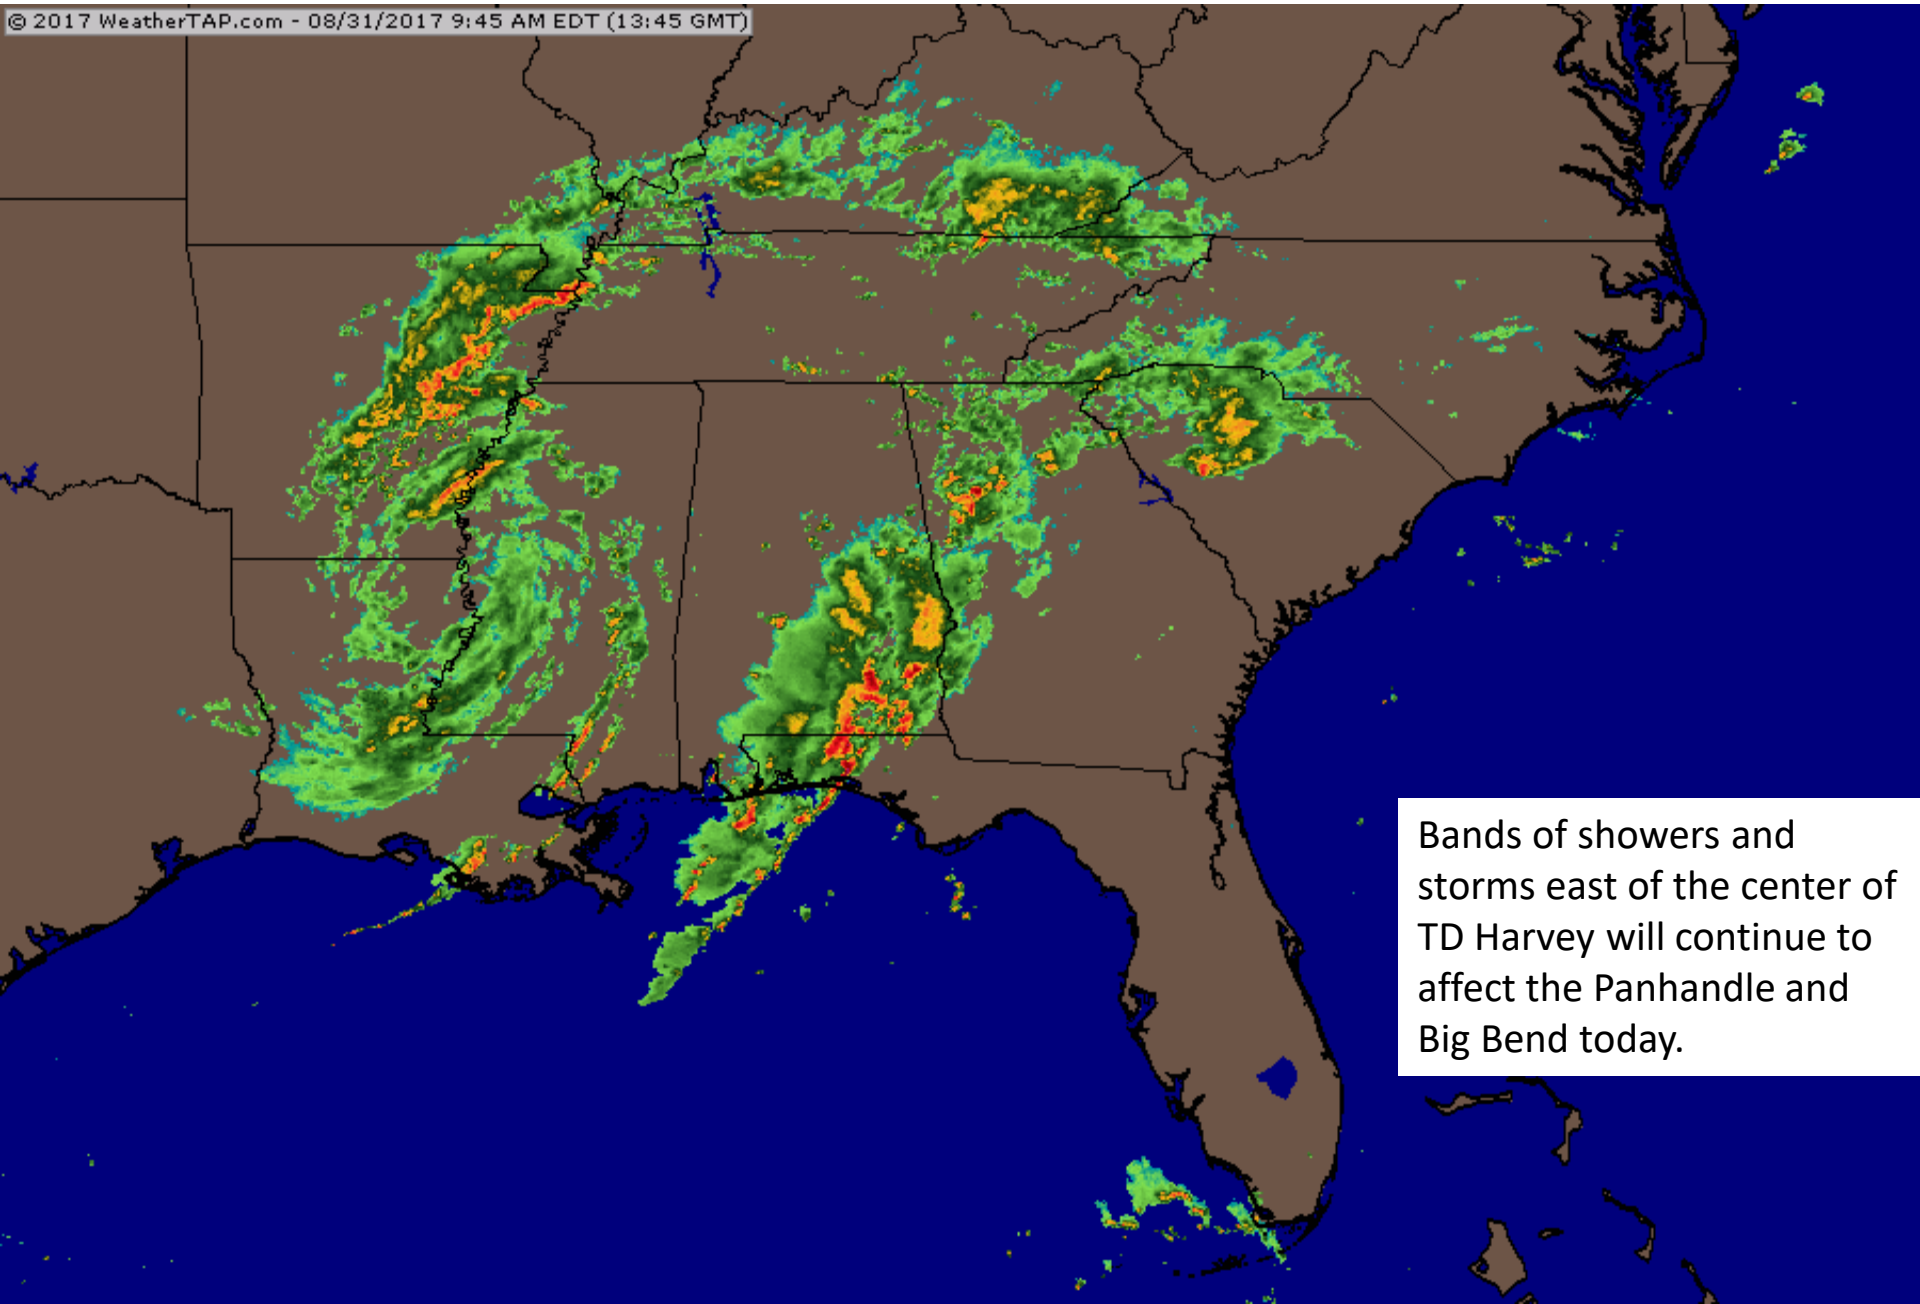 © 2017 WeatherTAP.com - 08/31/2017 9:45 AM EDT (13:45 GMT)
Bands of showers and
storms east of the center of
TD Harvey will continue to
affect the Panhandle and
Big Bend today.